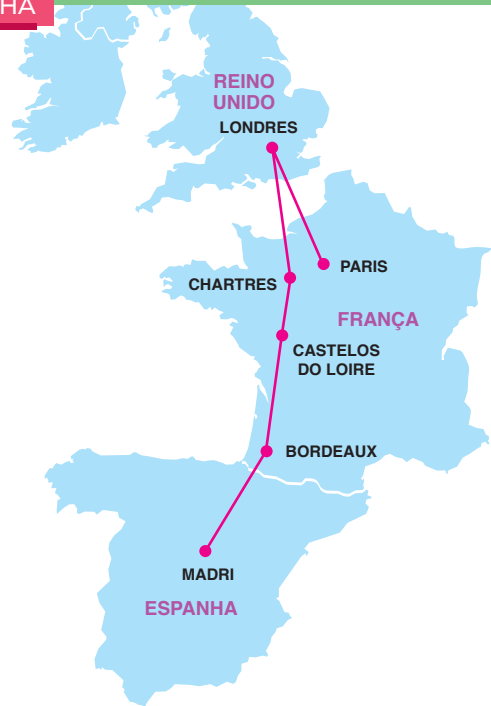 HA
REINO
UNIDO
LONDRES
PARIS
CHARTRES
FRANÇA
CASTELOS
DO LOIRE
BORDEAUX
MADRI
ESPANHA